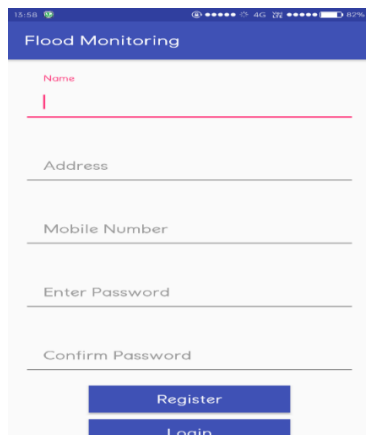 15:58 4G 82%
Flood Monitoring
Name
Address
Mobile Number
Enter Password
Confirm Password
Register
Login